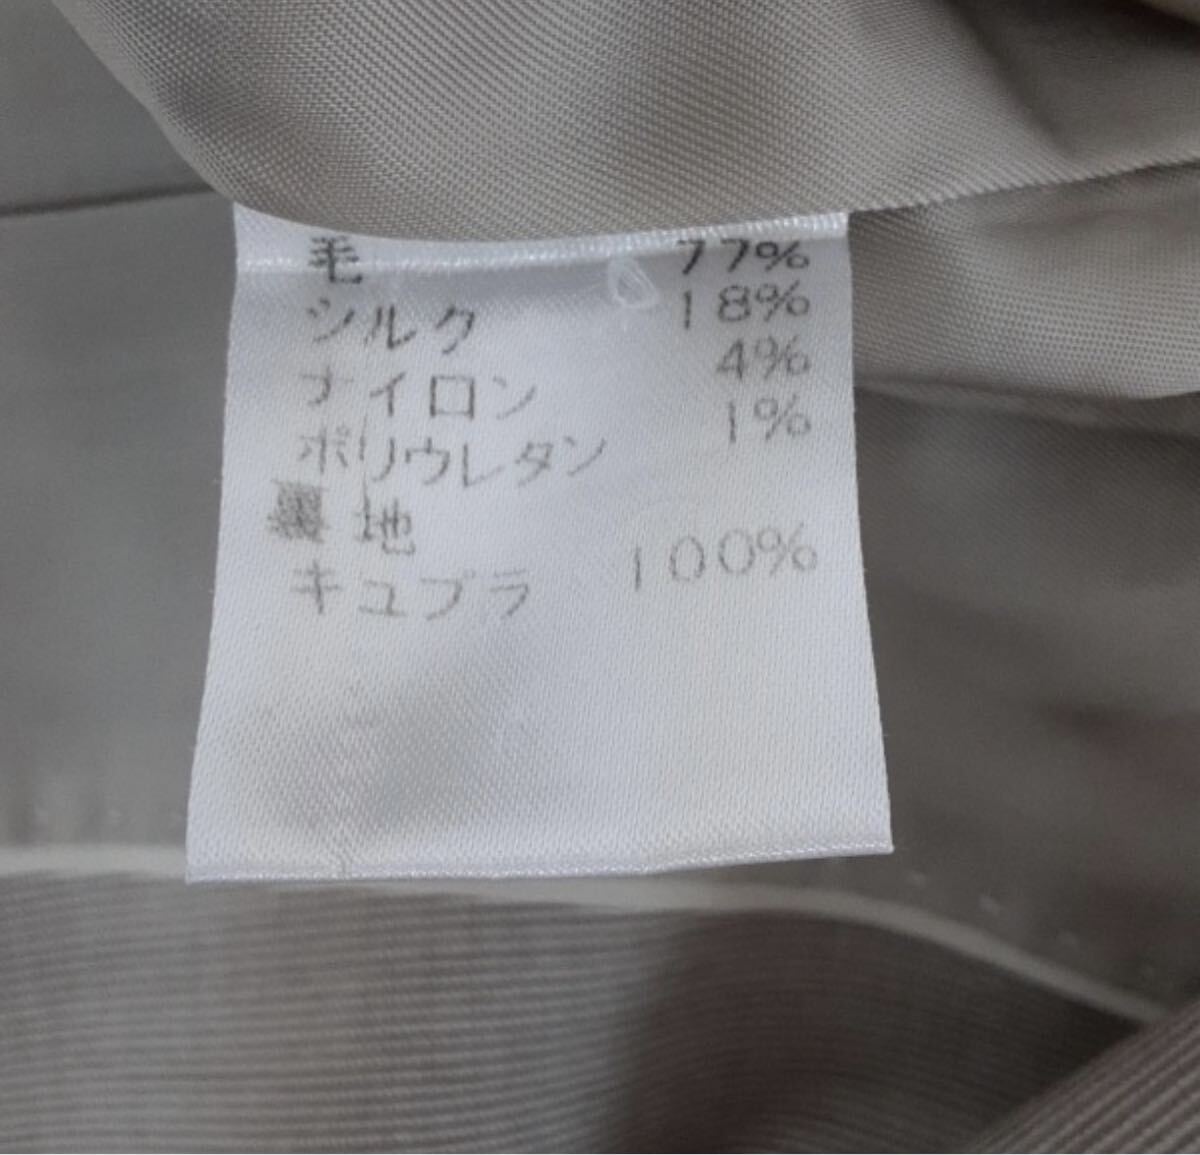 毛 77%
シルク 18%
ナイロン 4%
ポリウレタン 1%
裏地
キュプラ 100%